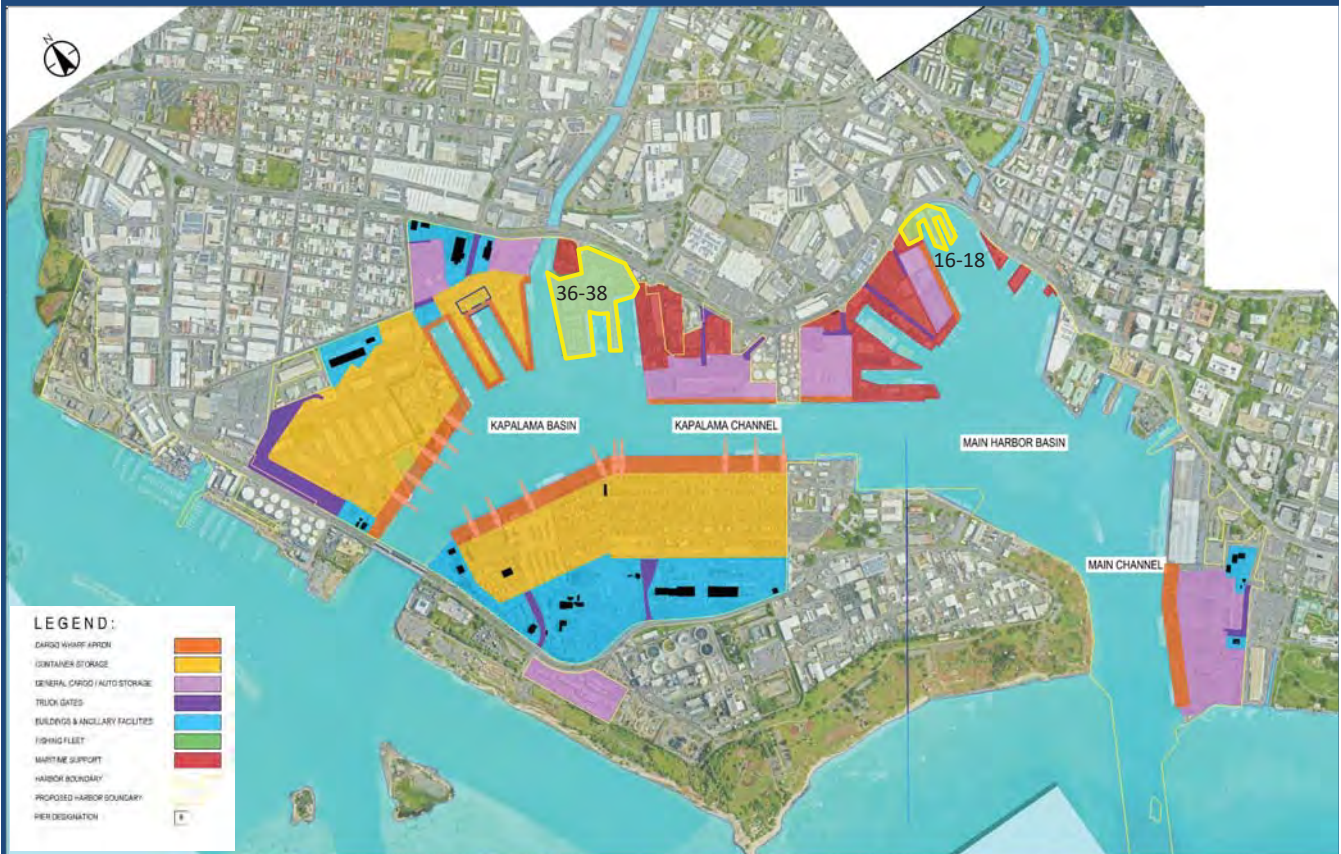 N
36-38
16-18
KAPALAMA BASIN
KAPALAMA CHANNEL
MAIN HARBOR BASIN
MAIN CHANNEL
LEGEND:
CARGO WHARF APRON
CONTAINER STORAGE
GENERAL CARGO / AUTO STORAGE
TRUCK GATES
BUILDINGS & ANCILLARY FACILITIES
FISHING FLEET
MARITIME SUPPORT
HARBOR BOUNDARY
PROPOSED HARBOR BOUNDARY
PIER DESIGNATION